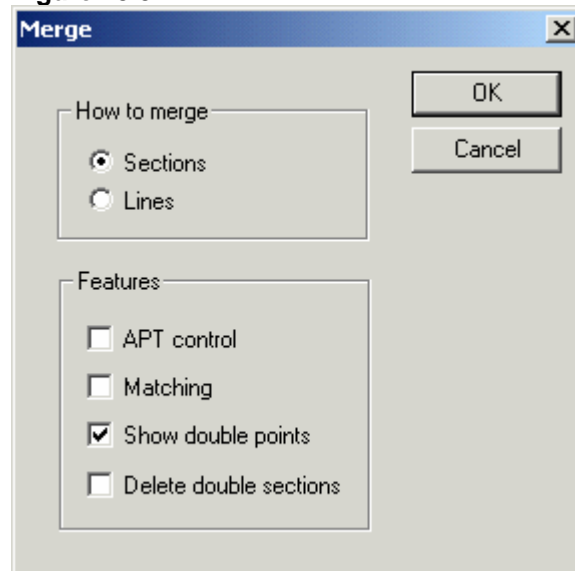 Merge
OK
Cancel
How to merge
Sections
Lines
Features
APT control
Matching
Show double points
Delete double sections